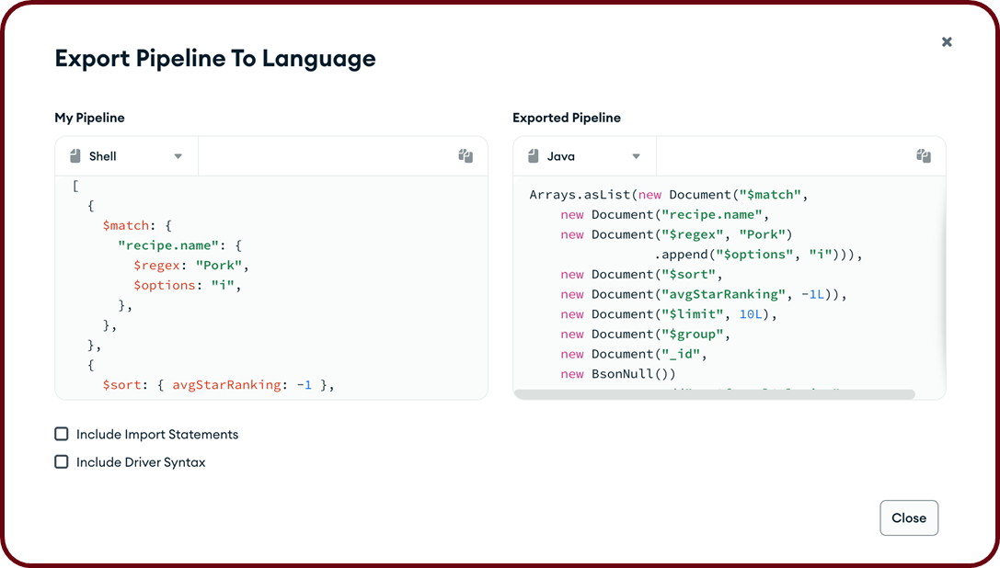 Export Pipeline To Language
My Pipeline
Shell
[
  {
    $match: {
      "recipe.name": {
        $regex: "Pork",
        $options: "i",
      },
    },
  },
  {
    $sort: { avgStarRanking: -1 },
Exported Pipeline
Java
Arrays.asList(new Document("$match",
    new Document("recipe.name",
    new Document("$regex", "Pork")
                .append("$options", "i"))),
    new Document("$sort",
    new Document("avgStarRanking", -1L)),
    new Document("$limit", 10L),
    new Document("$group",
    new Document("_id",
    new BsonNull())
Include Import Statements
Include Driver Syntax
Close